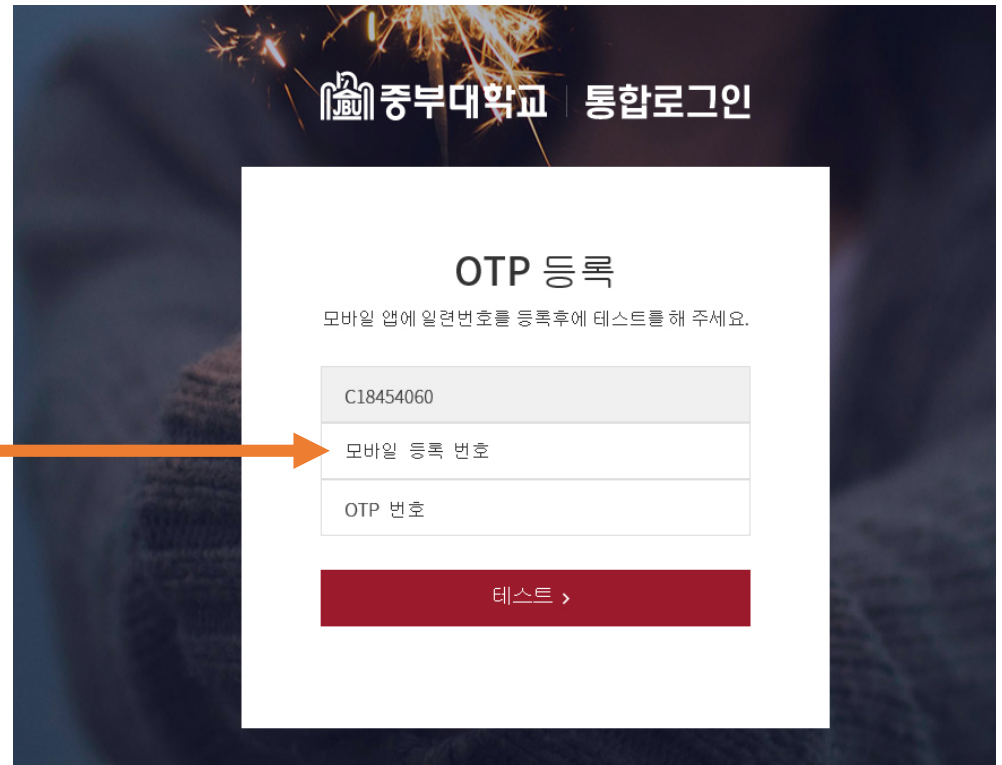 JBU 중부대학교 | 통합로그인
OTP 등록
모바일 앱에 일련번호를 등록후에 테스트를 해 주세요.
C18454060
모바일 등록 번호
OTP 번호
테스트 >